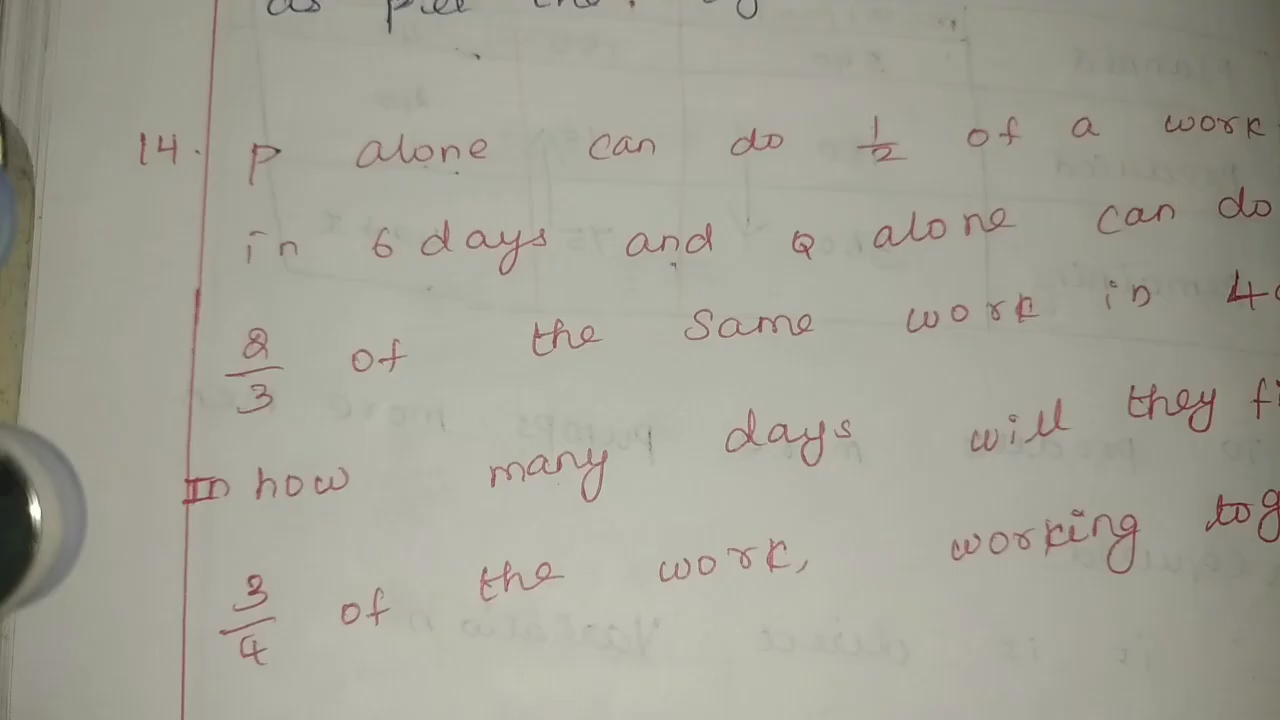 14. P alone can do 1/2 of a work
in 6 days and Q alone can do
2/3 of the same work in 4
In how many days will they
3/4 of the work, working